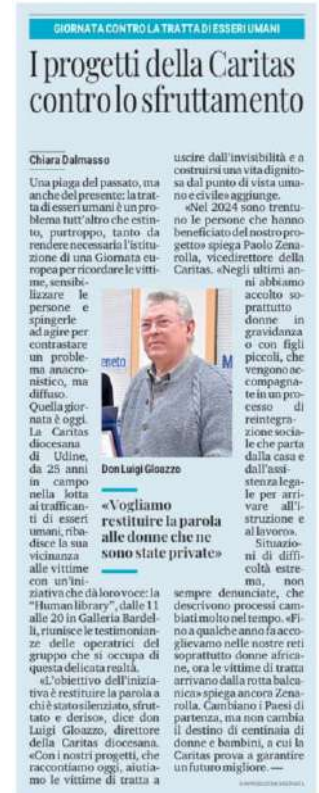 GIORNATA CONTRO LA TRATTA DI ESSERI UMANI
I progetti della Caritas
contro lo sfruttamento
Chiara Dalmasso
Una piaga del passato, ma
anche del presente: la trat-
ta di esseri umani è un pro-
blema tutt'altro che estin-
to, purtroppo, tanto da
rendere necessaria l'istitu-
zione di una Giornata eu-
ropea per ricordare le vitti-
me, sensibi-
lizzare le
persone e
spingerle
ad agire per
contrastare
un proble-
ma anacro-
nistico, ma
diffuso.
Quella gior-
nata è oggi.
La Caritas
diocesana
di Udine,
da 25 anni
in campo
nella lotta
ai traffican-
ti di esseri
umani, riba-
disce la sua
vicinanza
alle vittime
con un'ini-
ziativa che dà loro voce: la
"Human library", dalle 11
alle 20 in Galleria Bardel-
li, riunisce le testimonian-
ze delle operatrici del
gruppo che si occupa di
questa delicata realtà.
«L'obiettivo dell'inizia-
tiva è restituire la parola a
chi è stato silenziato, sfrut-
tato e deriso», dice don
Luigi Gloazzo, direttore
della Caritas diocesana.
«Con i nostri progetti, che
raccontiamo oggi, aiutia-
mo le vittime di tratta a
uscire dall'invisibilità e a
costruirsi una vita dignito-
sa dal punto di vista uma-
no e civile» aggiunge.
«Nel 2024 sono trentu-
no le persone che hanno
beneficiato del nostro pro-
getto» spiega Paolo Zena-
rolla, vicedirettore della
Caritas. «Negli ultimi an-
ni abbiamo
accolto so-
prattutto
donne in
gravidanza
o con figli
piccoli, che
vengono ac-
compagna-
te in un pro-
cesso di
reintegra-
zione socia-
le che parta
dalla casa e
dall'assi-
stenza lega-
le per arri-
vare all'i-
struzione e
al lavoro».
Situazio-
ni di diffi-
coltà estre-
ma, non
sempre denunciate, che
descrivono processi cam-
biati molto nel tempo. «Fi-
no a qualche anno fa acco-
glievamo nelle nostre reti
soprattutto donne africa-
ne, ora le vittime di tratta
arrivano dalla rotta balca-
nica» spiega ancora Zena-
rolla. Cambiano i Paesi di
partenza, ma non cambia
il destino di centinaia di
donne e bambini, a cui la
Caritas prova a garantire
un futuro migliore. —
eneto
M
Don Luigi Gloazzo
«Vogliamo
restituire la parola
alle donne che ne
sono state private»